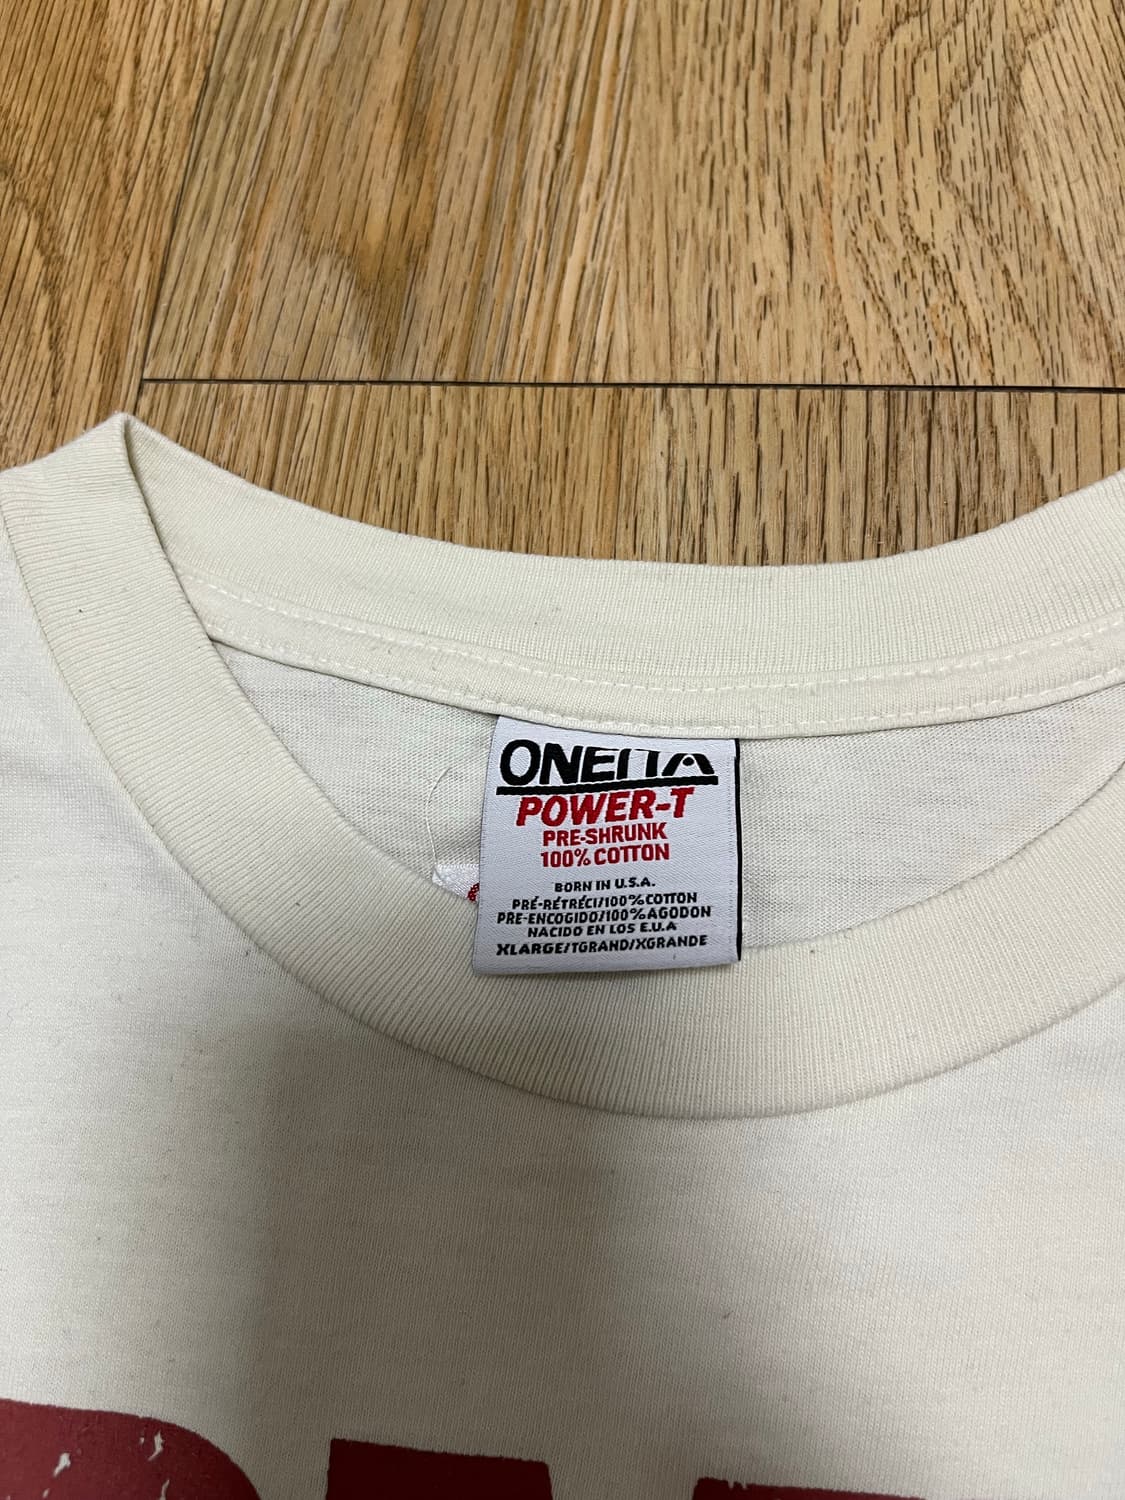 ONEITA
POWER-T
PRE-SHRUNK
100% COTTON
BORN IN U.S.A.
PRÉ-RÉTRÉCI/100% COTTON
PRE-ENCOGIDO/100% AGODON
NACIDO EN LOS E.U.A
XLARGE/TGRAND/XGRANDE